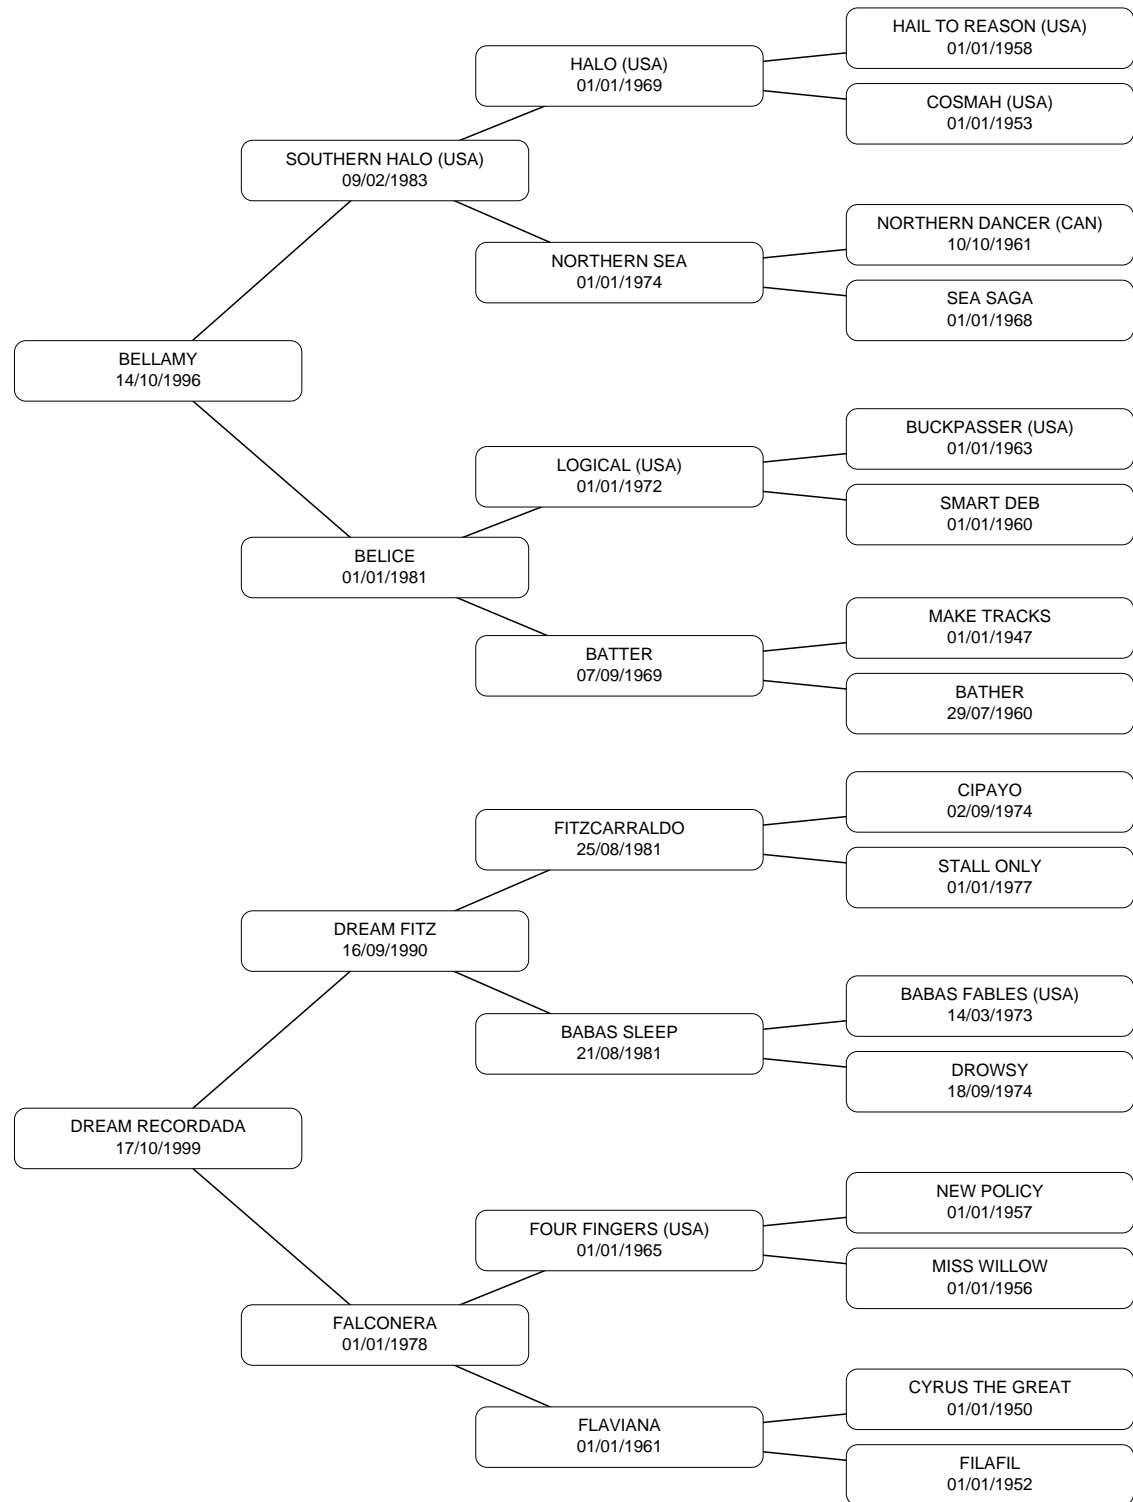 HAIL TO REASON (USA)
01/01/1958
HALO (USA)
01/01/1969
COSMAH (USA)
01/01/1953
SOUTHERN HALO (USA)
09/02/1983
NORTHERN DANCER (CAN)
10/10/1961
NORTHERN SEA
01/01/1974
SEA SAGA
01/01/1968
BELLAMY
14/10/1996
BUCKPASSER (USA)
01/01/1963
LOGICAL (USA)
01/01/1972
SMART DEB
01/01/1960
BELICE
01/01/1981
MAKE TRACKS
01/01/1947
BATTER
07/09/1969
BATHER
29/07/1960
CIPAYO
02/09/1974
FITZCARRALDO
25/08/1981
STALL ONLY
01/01/1977
DREAM FITZ
16/09/1990
BABAS FABLES (USA)
14/03/1973
BABAS SLEEP
21/08/1981
DROWSY
18/09/1974
DREAM RECORDADA
17/10/1999
NEW POLICY
01/01/1957
FOUR FINGERS (USA)
01/01/1965
MISS WILLOW
01/01/1956
FALCONERA
01/01/1978
CYRUS THE GREAT
01/01/1950
FLAVIANA
01/01/1961
FILAFIL
01/01/1952